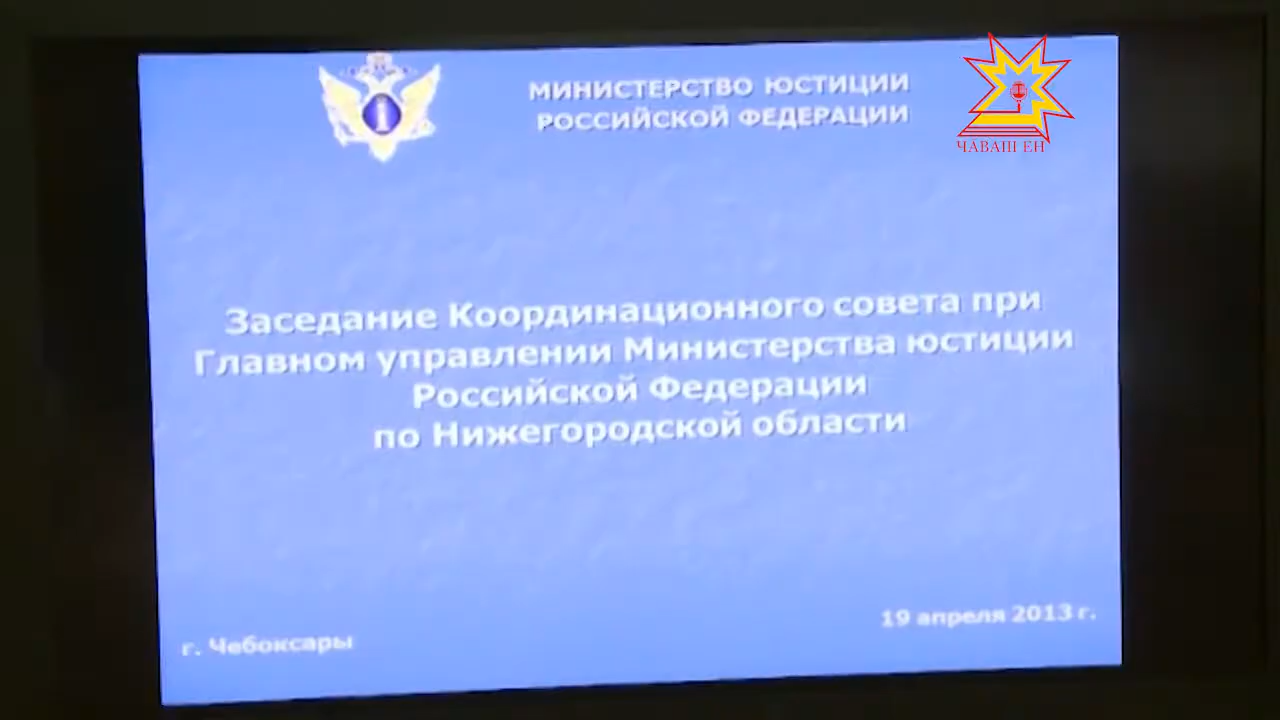 МИНИСТЕРСТВО ЮСТИЦИИ
РОССИЙСКОЙ ФЕДЕРАЦИИ
ЧӐВАШ ЕН
Заседание Координационного совета при
Главном управлении Министерства юстиции
Российской Федерации
по Нижегородской области
19 апреля 2013 г.
г. Чебоксары